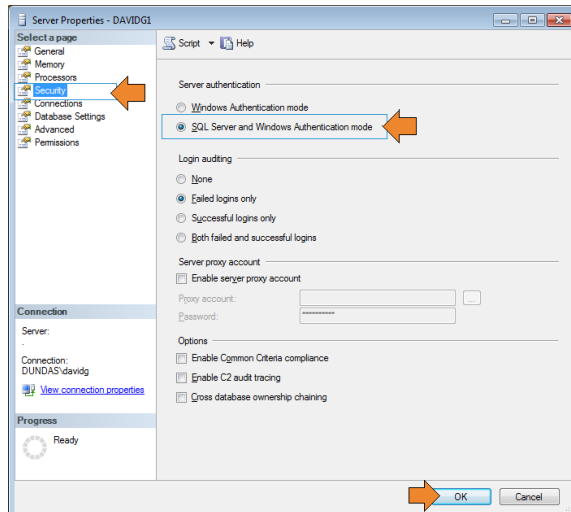 Server Properties - DAVIDG1
Select a page
General
Memory
Processors
Security
Connections
Database Settings
Advanced
Permissions
Script Help
Server authentication
Windows Authentication mode
SQL Server and Windows Authentication mode
Login auditing
None
Failed logins only
Successful logins only
Both failed and successful logins
Server proxy account
Enable server proxy account
Proxy account:
...
Password:
**********
Options
Enable Common Criteria compliance
Enable C2 audit tracing
Cross database ownership chaining
Connection
Server:
.
Connection:
DUNDAS\davidg
View connection properties
Progress
Ready
OK Cancel